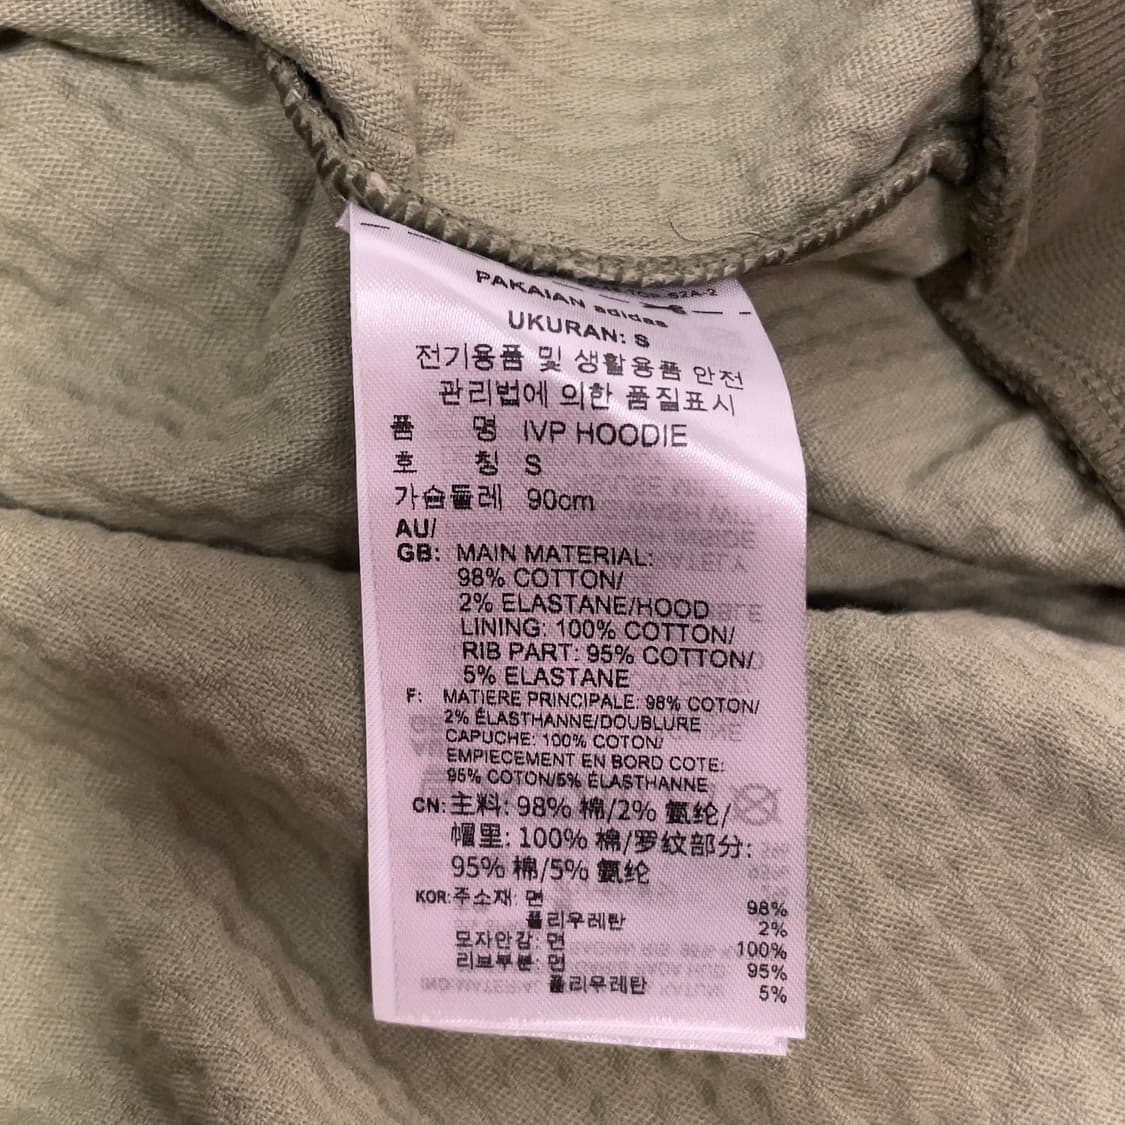 PAKAIAN adidas
UKURAN: S
전기용품 및 생활용품 안전
관리법에 의한 품질표시
품 명 IVP HOODIE
호 칭 S
가슴둘레 90cm
AU/
GB: MAIN MATERIAL:
98% COTTON/
2% ELASTANE/HOOD
LINING: 100% COTTON/
RIB PART: 95% COTTON/
5% ELASTANE
F: MATIERE PRINCIPALE: 98% COTON/
2% ÉLASTHANNE/DOUBLURE
CAPUCHE: 100% COTON/
EMPIECEMENT EN BORD COTE:
95% COTON/5% ÉLASTHANNE
CN: 主料: 98% 棉/2% 氨纶/
帽里: 100% 棉/罗纹部分:
95% 棉/5% 氨纶
KOR: 주소재: 면 98%
폴리우레탄 2%
모자안감: 면 100%
리브부분: 면 95%
폴리우레탄 5%